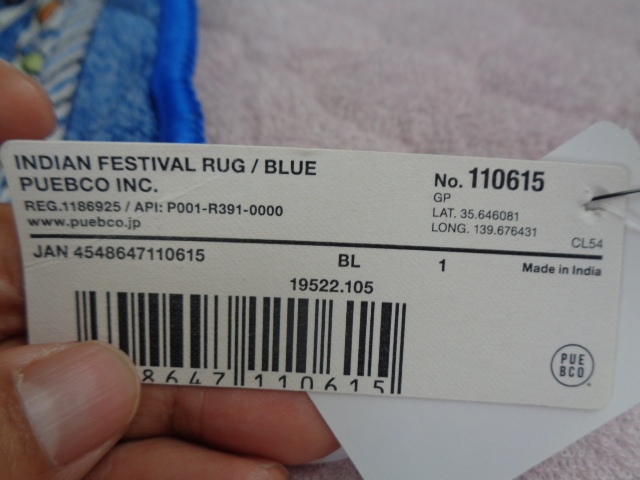 INDIAN FESTIVAL RUG / BLUE
PUEBCO INC.
REG.1186925 / API: P001-R391-0000
www.puebco.jp
No. 110615
GP
LAT. 35.646081
LONG. 139.676431
CL54
JAN 4548647110615
BL
1
Made in India
19522.105
8647 110615
PUE
BCO